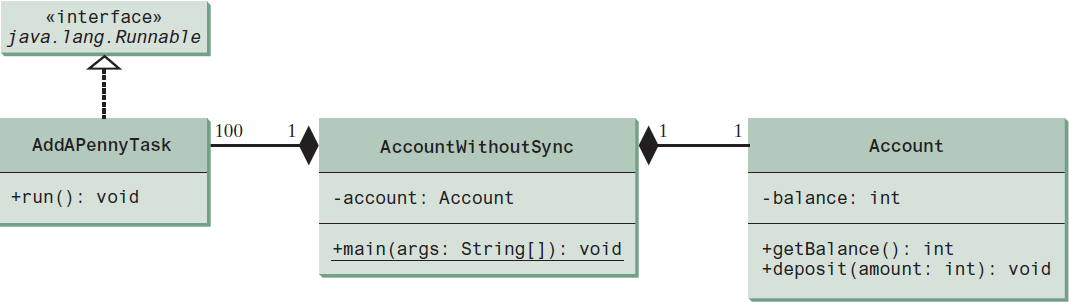 «interface»
java.lang.Runnable
AddAPennyTask
+run(): void
100
1
AccountWithoutSync
-account: Account
+main(args: String[]): void
1
1
Account
-balance: int
+getBalance(): int
+deposit(amount: int): void